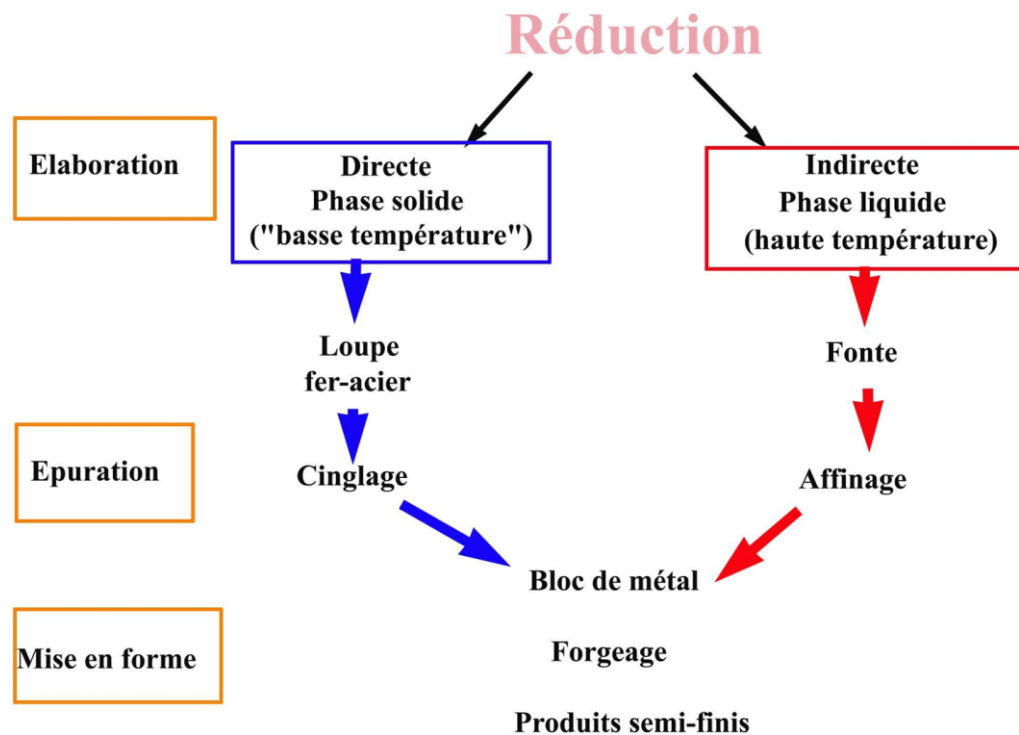 Réduction
Elaboration
Directe
Phase solide
("basse température")
Indirecte
Phase liquide
(haute température)
Loupe
fer-acier
Fonte
Epuration
Cinglage
Affinage
Bloc de métal
Mise en forme
Forgeage
Produits semi-finis